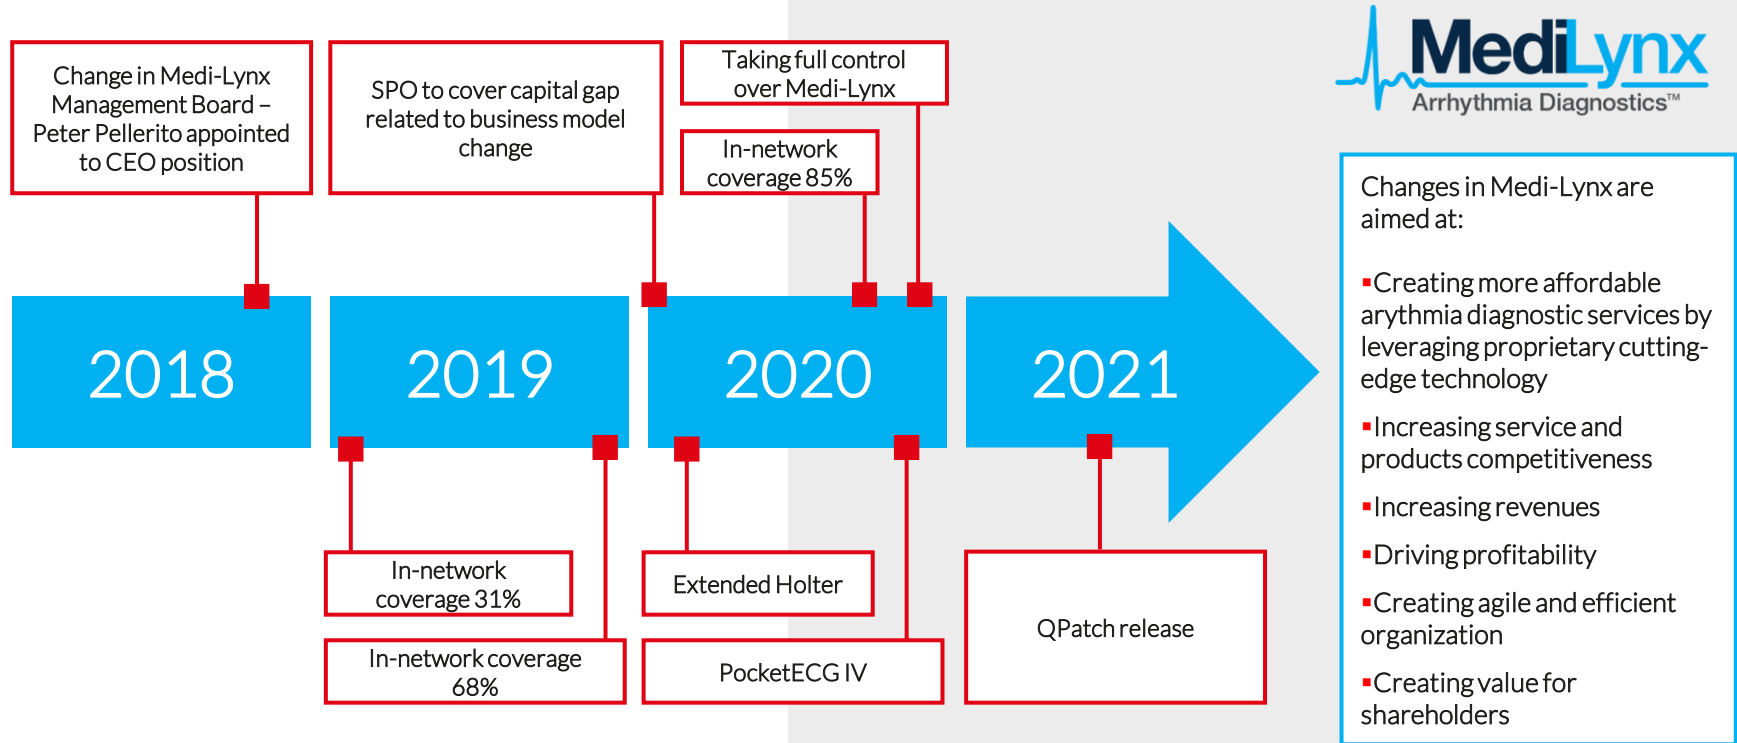 Change in Medi-Lynx
Management Board –
Peter Pellerito appointed
to CEO position
SPO to cover capital gap
related to business model
change
Taking full control
over Medi-Lynx
In-network
coverage 85%
2018
2019
2020
2021
In-network
coverage 31%
In-network coverage
68%
Extended Holter
PocketECG IV
QPatch release
MediLynx
Arrhythmia Diagnostics™
Changes in Medi-Lynx are
aimed at:
▪Creating more affordable
arythmia diagnostic services by
leveraging proprietary cutting-
edge technology
▪Increasing service and
products competitiveness
▪Increasing revenues
▪Driving profitability
▪Creating agile and efficient
organization
▪Creating value for
shareholders